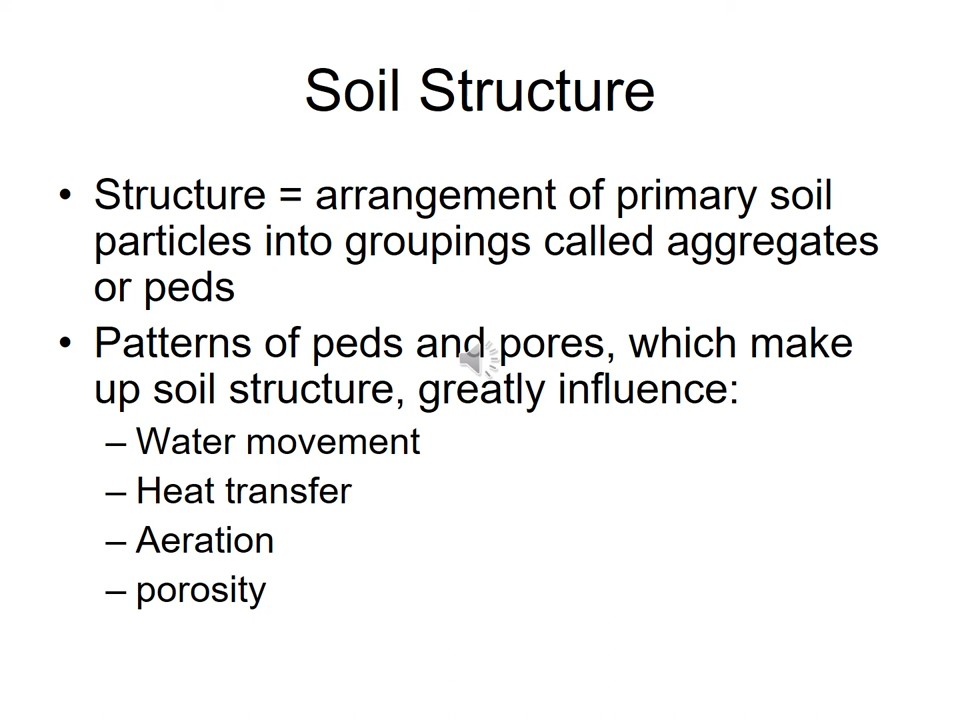 Soil Structure
• Structure = arrangement of primary soil
particles into groupings called aggregates
or peds
• Patterns of peds and pores, which make
up soil structure, greatly influence:
– Water movement
– Heat transfer
– Aeration
– porosity